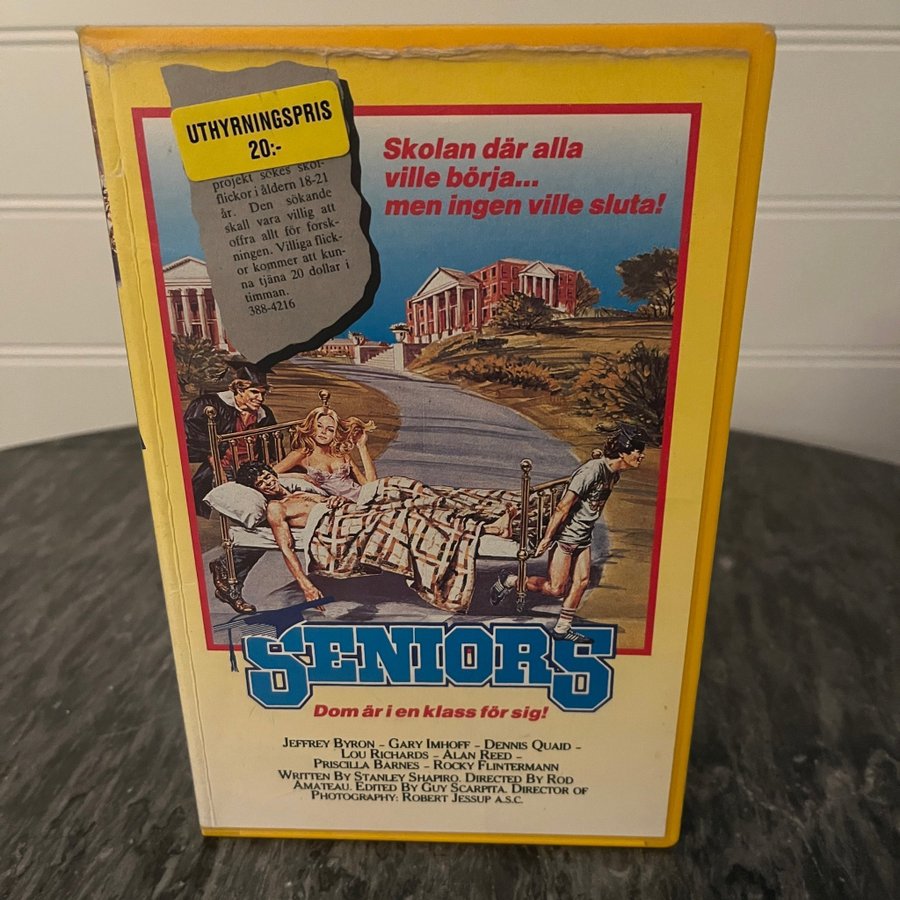 UTHYRNINGSPRIS
20:-
projekt sökes skol-
flickor i åldern 18-21
år. Den sökande
skall vara villig att
offra allt för forsk-
ningen. Villiga flick-
or kommer att kun-
na tjäna 20 dollar i
timman.
388-4216
Skolan där alla
ville börja...
men ingen ville sluta!
SENIORS
Dom är i en klass för sig!
JEFFREY BYRON – GARY IMHOFF – DENNIS QUAID –
LOU RICHARDS – ALAN REED –
PRISCILLA BARNES – ROCKY FLINTERMANN
WRITTEN BY STANLEY SHAPIRO. DIRECTED BY ROD
AMATEAU. EDITED BY GUY SCARPITA. DIRECTOR OF
PHOTOGRAPHY: ROBERT JESSUP A.S.C.